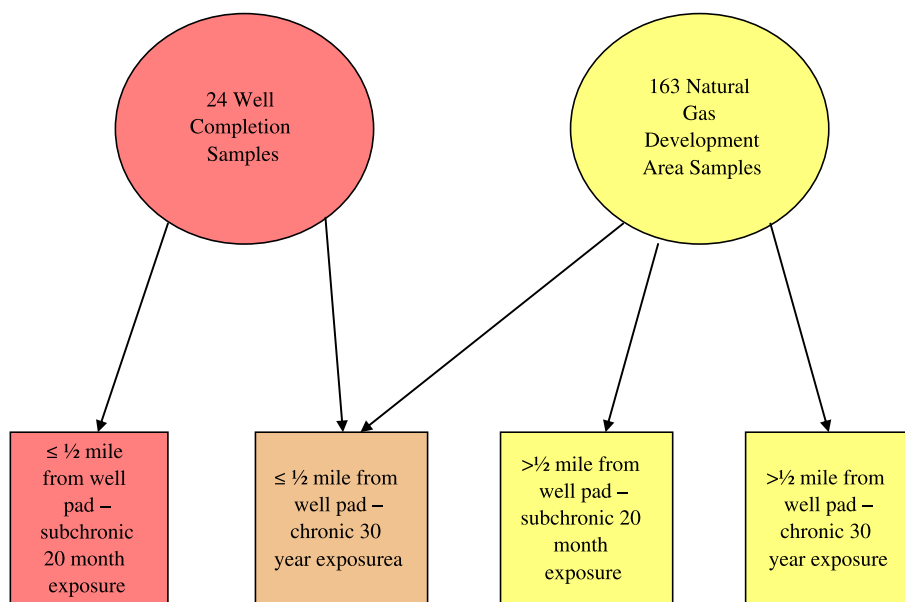 24 Well
Completion
Samples
163 Natural
Gas
Development
Area Samples
≤ ½ mile
from well
pad –
subchronic
20 month
exposure
≤ ½ mile from
well pad –
chronic 30
year exposurea
>½ mile from
well pad –
subchronic 20
month
exposure
>½ mile from
well pad –
chronic 30
year exposure